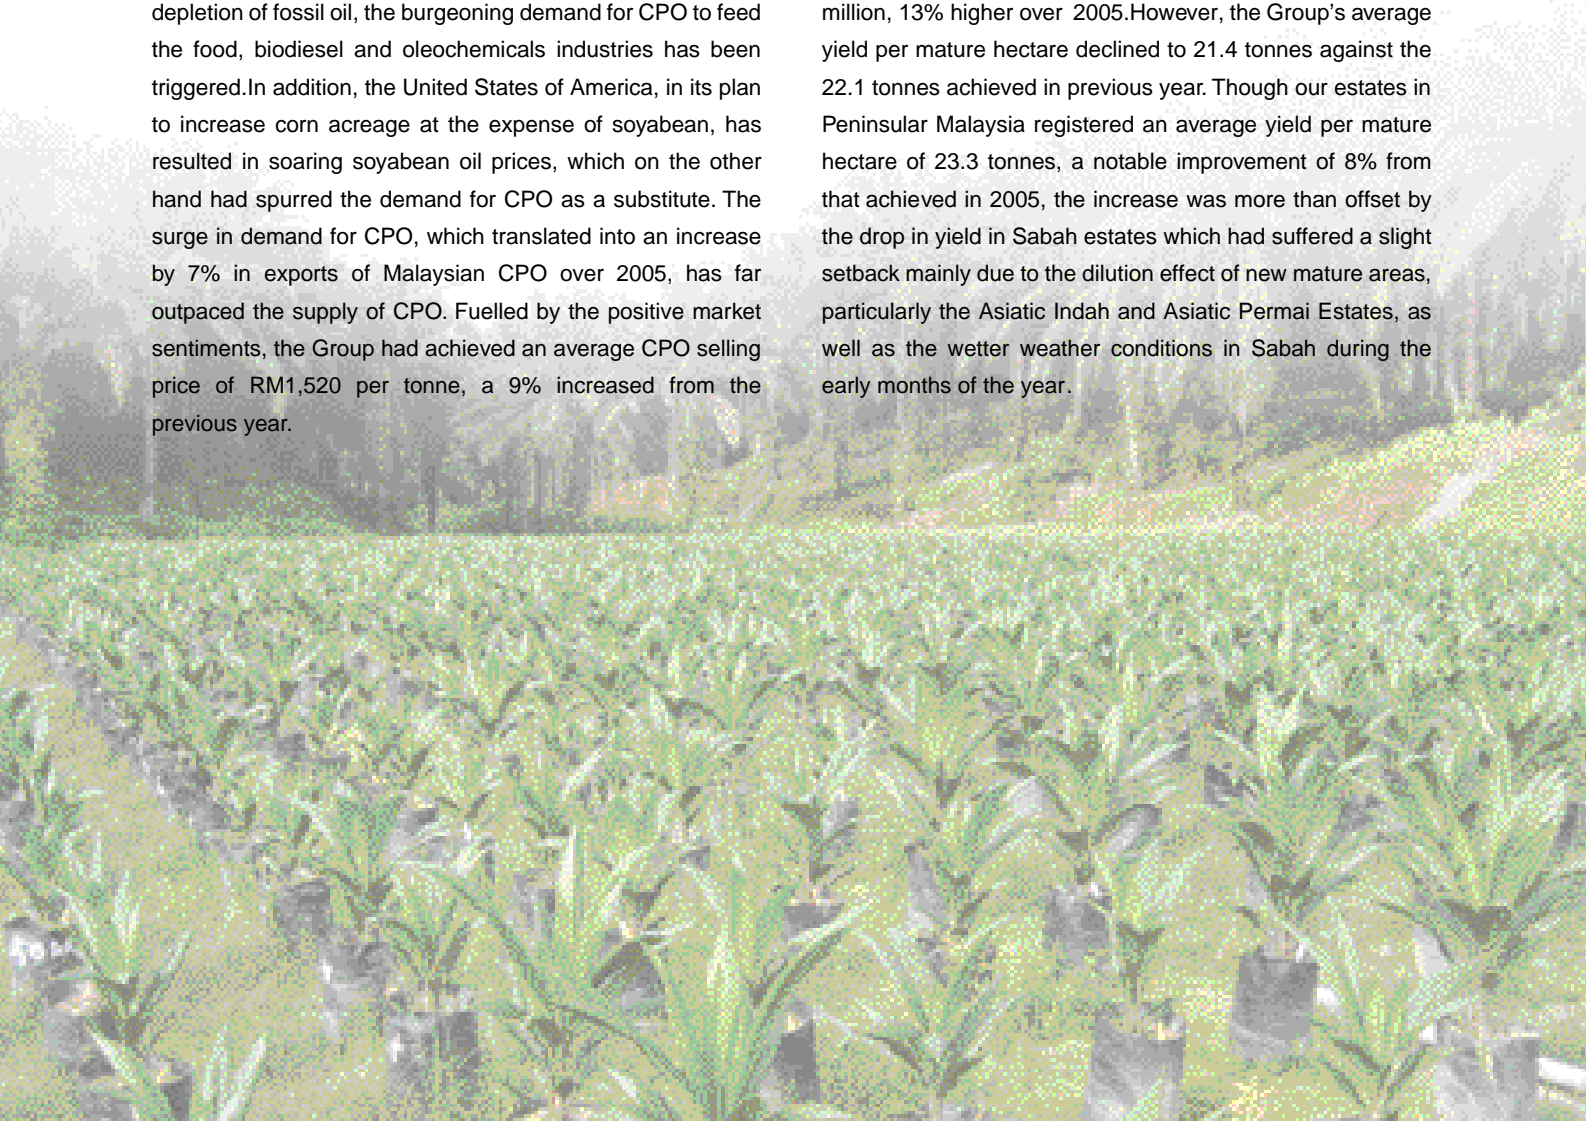 depletion of fossil oil, the burgeoning demand for CPO to feed
the food, biodiesel and oleochemicals industries has been
triggered.In addition, the United States of America, in its plan
to increase corn acreage at the expense of soyabean, has
resulted in soaring soyabean oil prices, which on the other
hand had spurred the demand for CPO as a substitute. The
surge in demand for CPO, which translated into an increase
by 7% in exports of Malaysian CPO over 2005, has far
outpaced the supply of CPO. Fuelled by the positive market
sentiments, the Group had achieved an average CPO selling
price of RM1,520 per tonne, a 9% increased from the
previous year.
million, 13% higher over 2005.However, the Group's average
yield per mature hectare declined to 21.4 tonnes against the
22.1 tonnes achieved in previous year. Though our estates in
Peninsular Malaysia registered an average yield per mature
hectare of 23.3 tonnes, a notable improvement of 8% from
that achieved in 2005, the increase was more than offset by
the drop in yield in Sabah estates which had suffered a slight
setback mainly due to the dilution effect of new mature areas,
particularly the Asiatic Indah and Asiatic Permai Estates, as
well as the wetter weather conditions in Sabah during the
early months of the year.